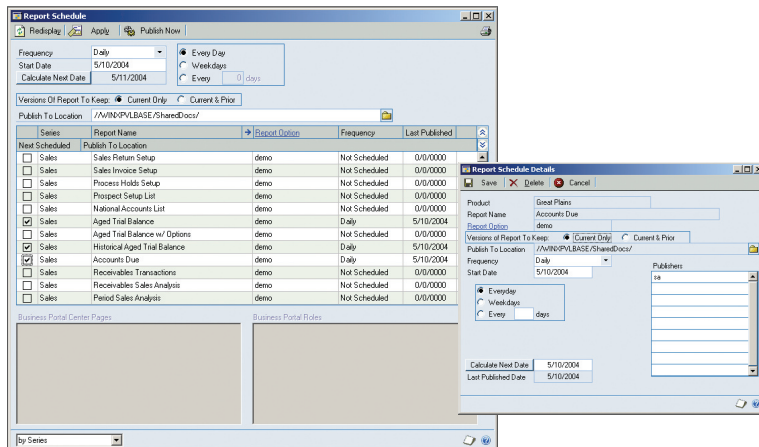 Report Schedule
Redisplay Apply Publish Now
Frequency Daily Every Day
Start Date 5/10/2004 Weekdays
Calculate Next Date 5/11/2004 Every 0 days
Versions Of Report To Keep: Current Only Current & Prior
Publish To Location //WINXPVLBASE/SharedDocs/
Series Report Name Report Option Frequency Last Published
Next Scheduled Publish To Location
Sales Sales Return Setup demo Not Scheduled 0/0/0000
Sales Sales Invoice Setup demo Not Scheduled 0/0/0000
Sales Process Holds Setup demo Not Scheduled 0/0/0000
Sales Prospect Setup List demo Not Scheduled 0/0/0000
Sales National Accounts List demo Not Scheduled 0/0/0000
Sales Aged Trial Balance demo Daily 5/10/2004
Sales Aged Trial Balance w/ Options demo Not Scheduled 0/0/0000
Sales Historical Aged Trial Balance demo Daily 5/10/2004
Sales Accounts Due demo Daily 5/10/2004
Sales Receivables Transactions demo Not Scheduled 0/0/0000
Sales Receivables Sales Analysis demo Not Scheduled 0/0/0000
Sales Period Sales Analysis demo Not Scheduled 0/0/0000
Business Portal Center Pages Business Portal Roles
by Series
Report Schedule Details
Save Delete Cancel
Product Great Plains
Report Name Accounts Due
Report Option demo
Versions of Report To Keep: Current Only Current & Prior
Publish To Location //WINXPVLBASE/SharedDocs/
Frequency Daily
Start Date 5/10/2004
Publishers
sa
Everyday
Weekdays
Every days
Calculate Next Date 5/10/2004
Last Published Date 5/10/2004